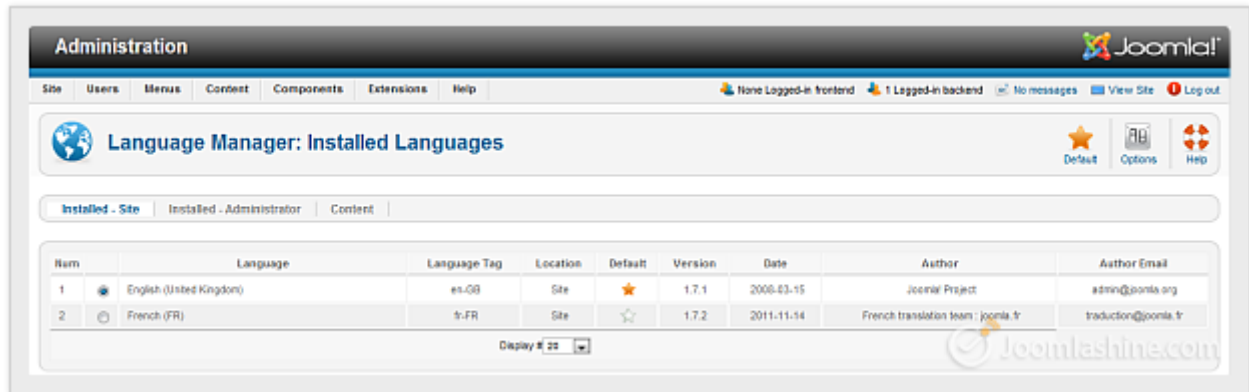 Administration Joomla!
Site Users Menus Content Components Extensions Help None Logged-in frontend 1 Logged-in backend No messages View Site Log out
Language Manager: Installed Languages
Default Options Help
Installed - Site Installed - Administrator Content
Num Language Language Tag Location Default Version Date Author Author Email
1 English (United Kingdom) en-GB Site 1.7.1 2008-03-15 Joomla! Project admin@joomla.org
2 French (FR) fr-FR Site 1.7.2 2011-11-14 French translation team : joomla.fr traduction@joomla.fr
Display # 20
Joomlashine.com